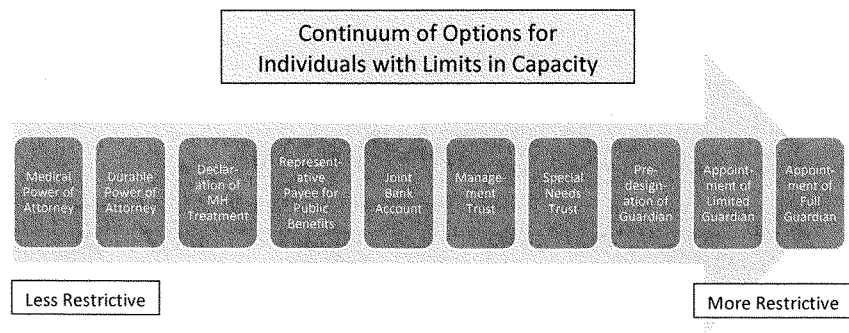 Continuum of Options for
Individuals with Limits in Capacity
Medical
Power of
Attorney
Durable
Power of
Attorney
Declar-
ation of
MH
Treatment
Represent-
ative
Payee for
Public
Benefits
Joint
Bank
Account
Manage-
ment
Trust
Special
Needs
Trust
Pre-
designa-
ation of
Guardian
Appoint-
ment of
Limited
Guardian
Appoint-
ment of
Full
Guardian
Less Restrictive
More Restrictive